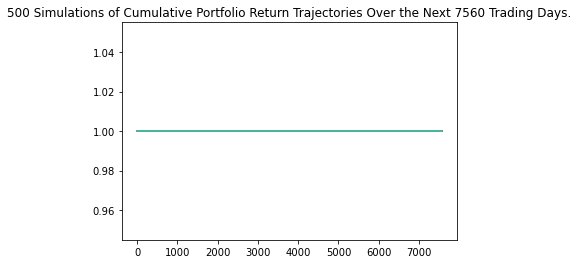 500 Simulations of Cumulative Portfolio Return Trajectories Over the Next 7560 Trading Days.
1.04
1.02
1.00
0.98
0.96
0 1000 2000 3000 4000 5000 6000 7000